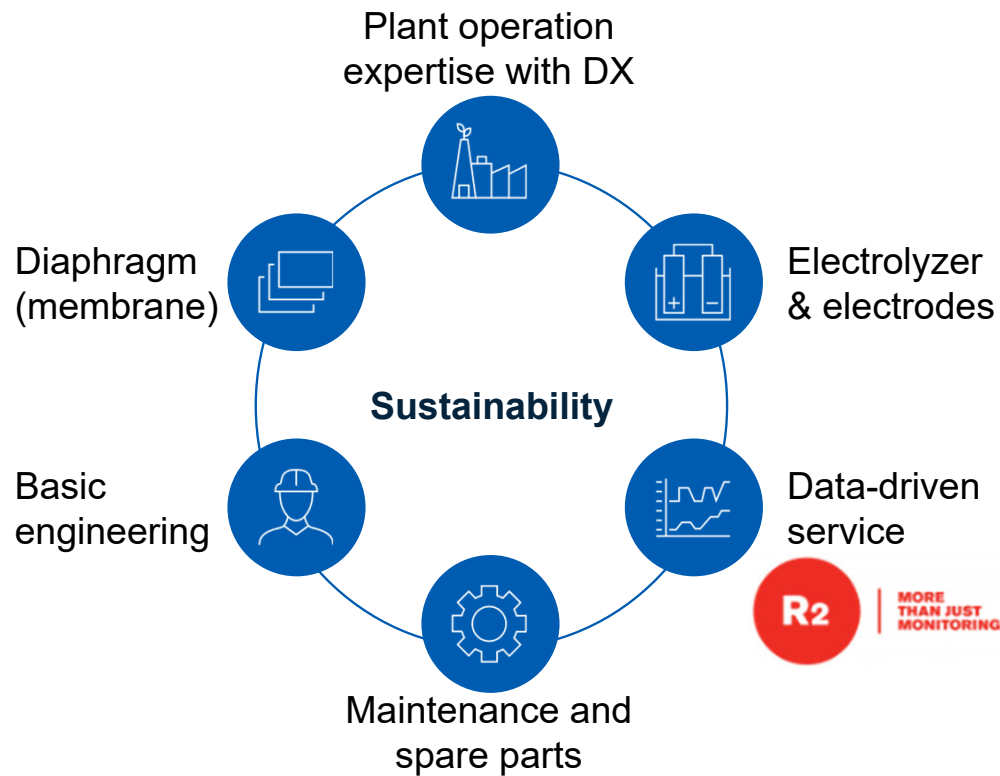 Plant operation
expertise with DX
Diaphragm
(membrane)
Electrolyzer
& electrodes
+
−
Sustainability
Basic
engineering
Data-driven
service
R2
MORE
THAN JUST
MONITORING
Maintenance and
spare parts